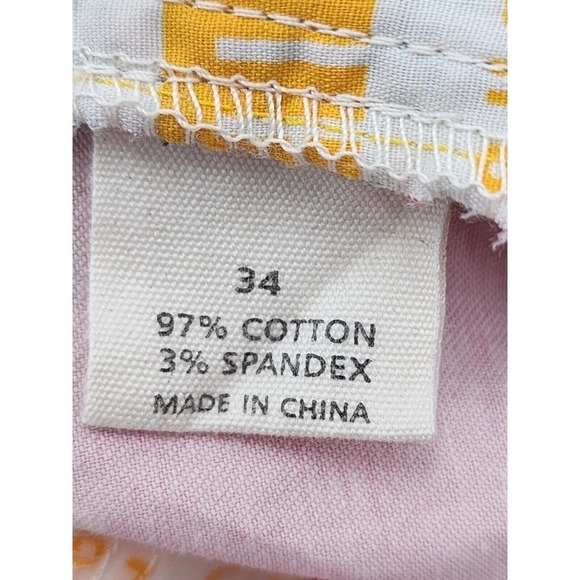 34
97% COTTON
3% SPANDEX
MADE IN CHINA